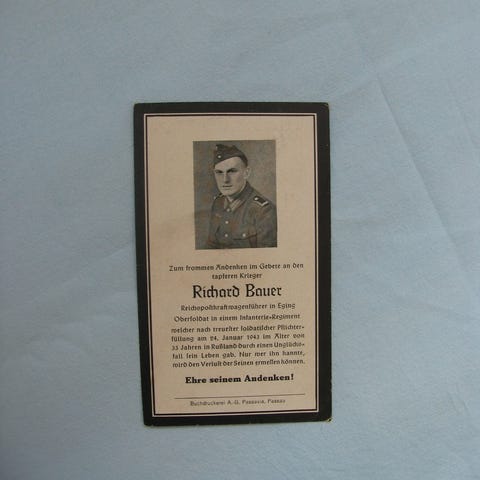 Zum frommen Andenken im Gebete an den
tapferen Krieger
Richard Bauer
Reichspostkraftwagenführer in Eging
Obersoldat in einem Infanterie-Regiment
welcher nach treuester soldatischer Pflichter-
füllung am 24. Januar 1943 im Alter von
33 Jahren in Rußland durch einen Unglücks-
fall sein Leben gab. Nur wer ihn kannte,
wird den Verlust der Seinen ermessen können.
Ehre seinem Andenken!
Buchdruckerei A.-G. Passavia, Passau